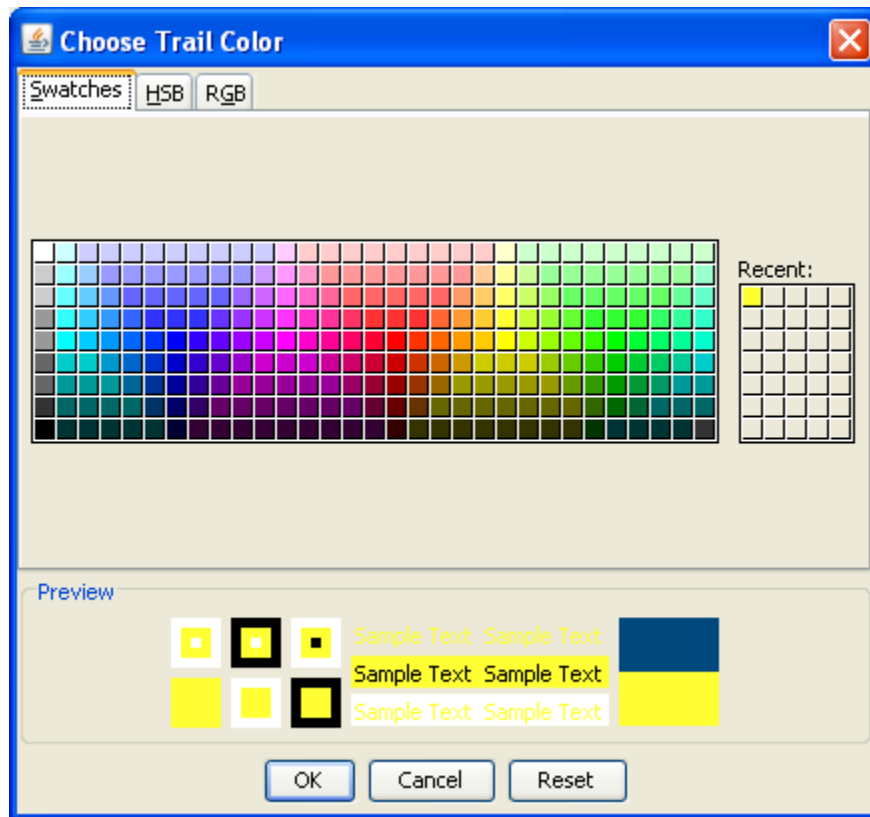 Choose Trail Color
Swatches HSB RGB
Recent:
Preview
Sample Text Sample Text
Sample Text Sample Text
Sample Text Sample Text
OK Cancel Reset